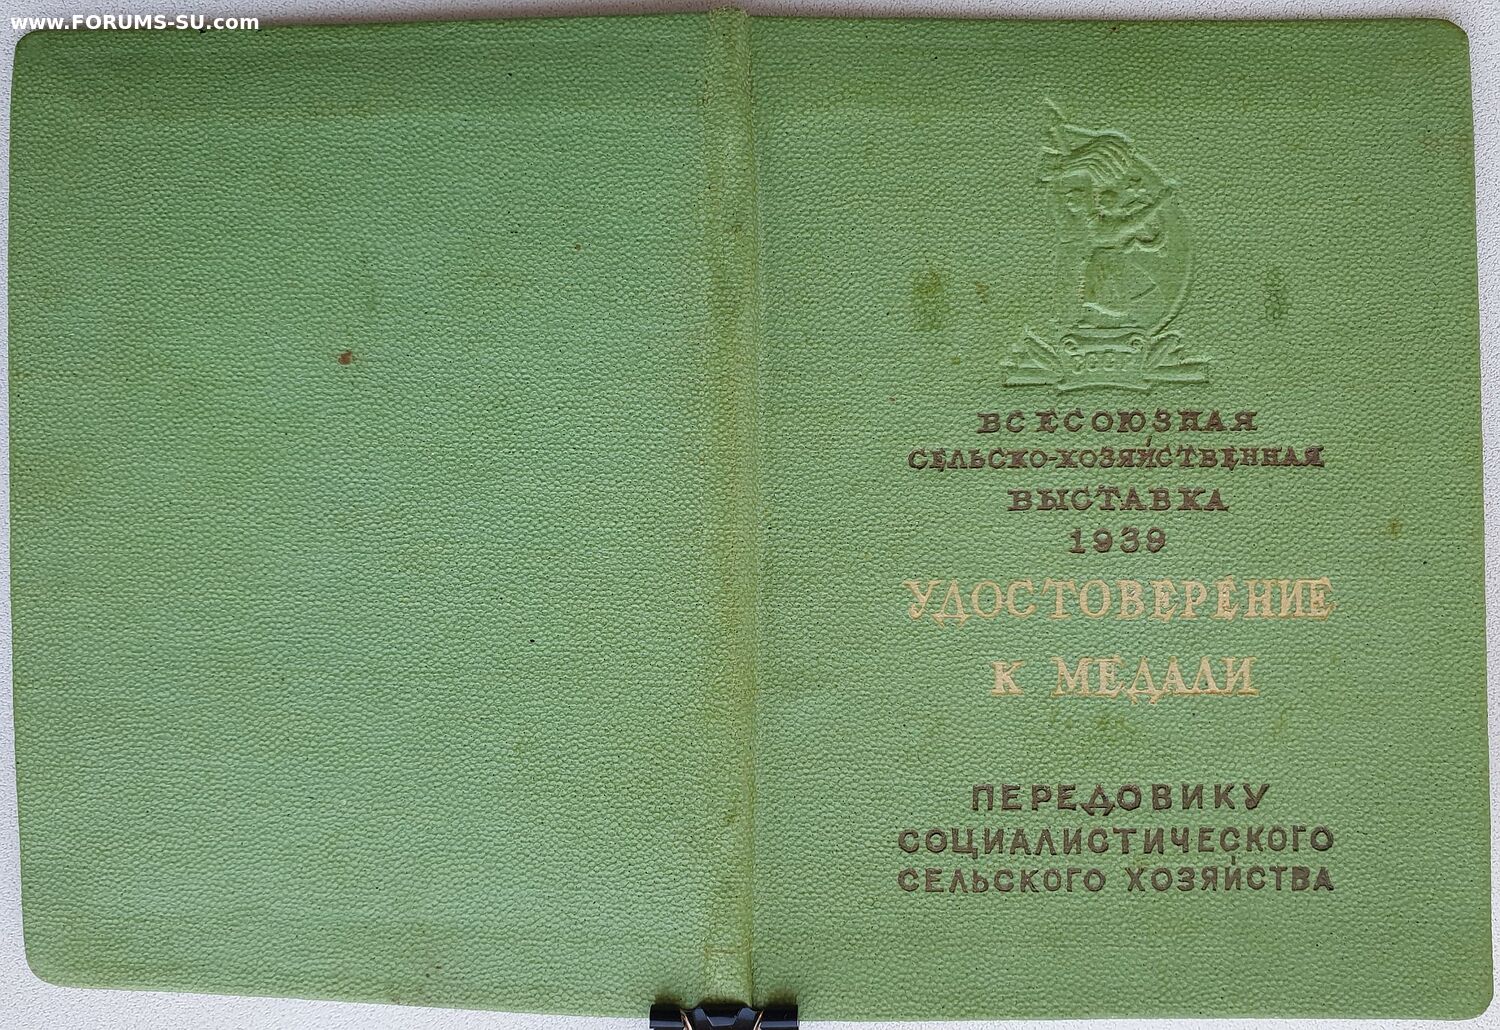 www.FORUMS-SU.com
ВСЕСОЮЗНАЯ
СЕЛЬСКО-ХОЗЯЙСТВЕННАЯ
ВЫСТАВКА
1939
УДОСТОВЕРЕНИЕ
К МЕДАЛИ
ПЕРЕДОВИКУ
СОЦИАЛИСТИЧЕСКОГО
СЕЛЬСКОГО ХОЗЯЙСТВА